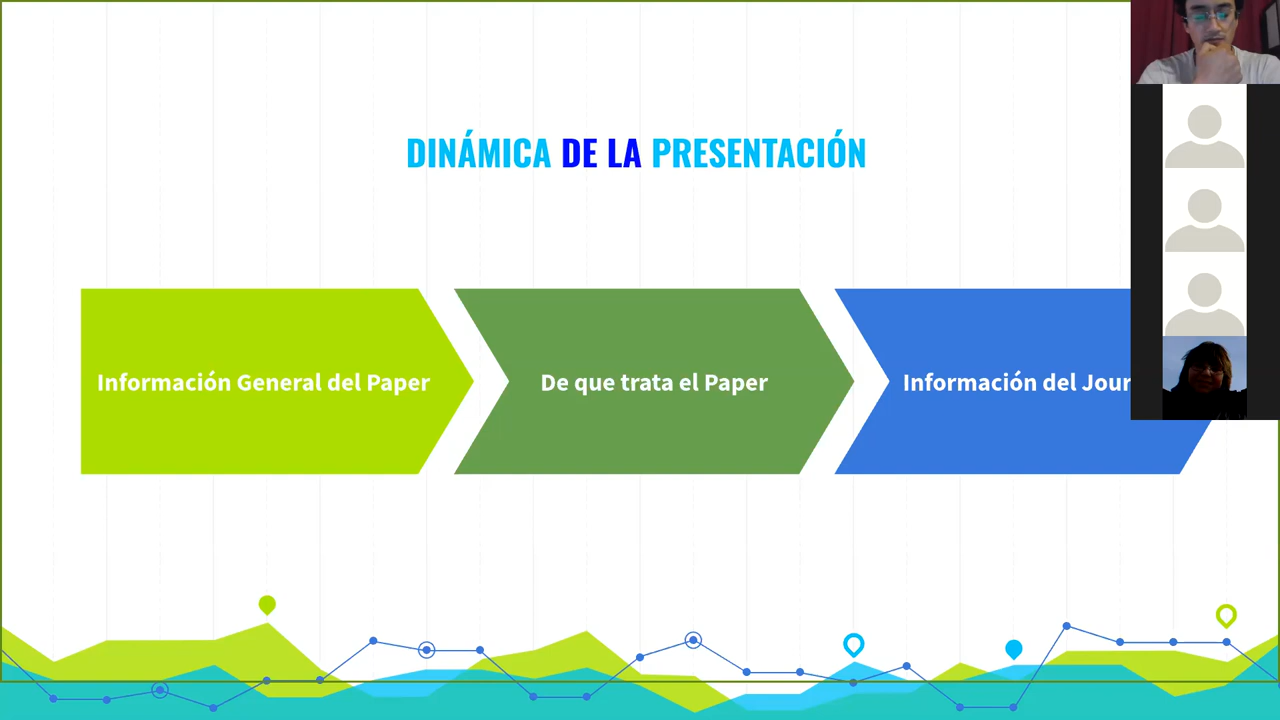 DINÁMICA DE LA PRESENTACIÓN
Información General del Paper
De que trata el Paper
Información del Jour